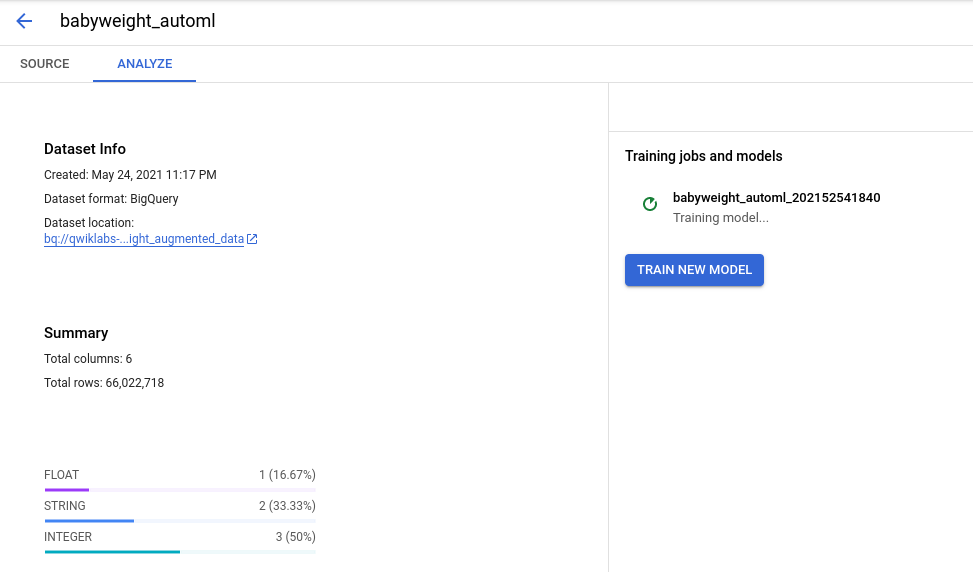 babyweight_automl
SOURCE
ANALYZE
Dataset Info
Created: May 24, 2021 11:17 PM
Dataset format: BigQuery
Dataset location:
bq://qwiklabs-...ight_augmented_data
Summary
Total columns: 6
Total rows: 66,022,718
FLOAT 1 (16.67%)
STRING 2 (33.33%)
INTEGER 3 (50%)
Training jobs and models
babyweight_automl_202152541840
Training model...
TRAIN NEW MODEL